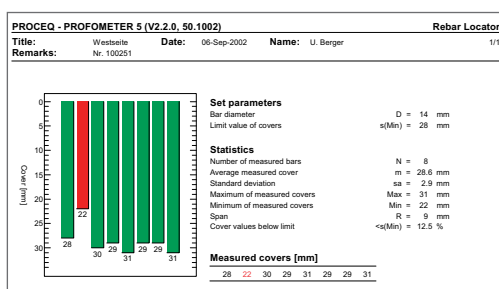 PROCEQ - PROFOMETER 5 (V2.2.0, 50.1002) Rebar Locator
Title: Westseite Date: 06-Sep-2002 Name: U. Berger 1/1
Remarks: Nr. 100251
Set parameters
Bar diameter D = 14 mm
Limit value of covers s(Min) = 28 mm
Statistics
Number of measured bars N = 8
Average measured cover m = 28.6 mm
Standard deviation sa = 2.9 mm
Maximum of measured covers Max = 31 mm
Minimum of measured covers Min = 22 mm
Span R = 9 mm
Cover values below limit <s(Min) = 12.5 %
Measured covers [mm]
28 22 30 29 31 29 29 31
Cover [mm]
0
5
10
15
20
25
30
28 22 30 29 31 29 29 31